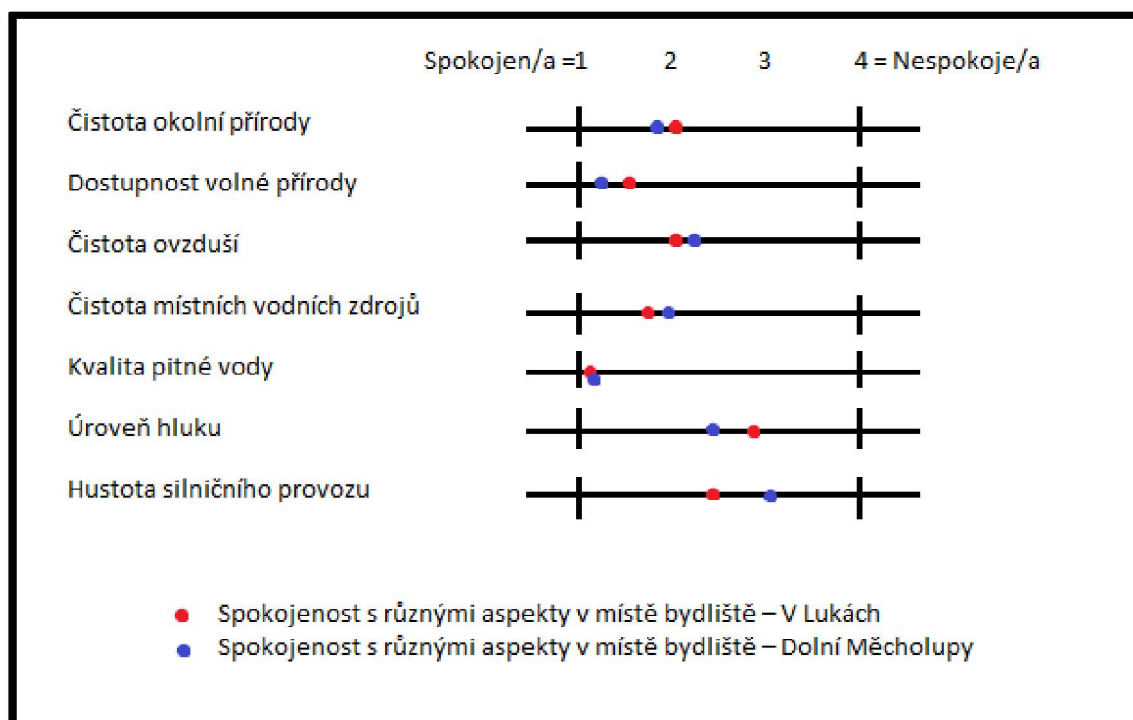 Spokojen/a =1 2 3 4 = Nespokoje/a
Čistota okolní přírody
Dostupnost volné přírody
Čistota ovzduší
Čistota místních vodních zdrojů
Kvalita pitné vody
Úroveň hluku
Hustota silničního provozu
Spokojenost s různými aspekty v místě bydliště – V Lukách
Spokojenost s různými aspekty v místě bydliště – Dolní Měcholupy